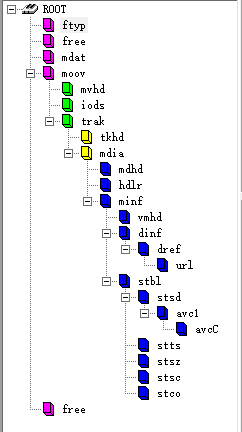 ROOT
ftyp
free
mdat
moov
mvhd
iods
trak
tkhd
mdia
mdhd
hdlr
minf
vmhd
dinf
dref
url
stbl
stsd
avc1
avcC
stts
stsz
stsc
stco
free